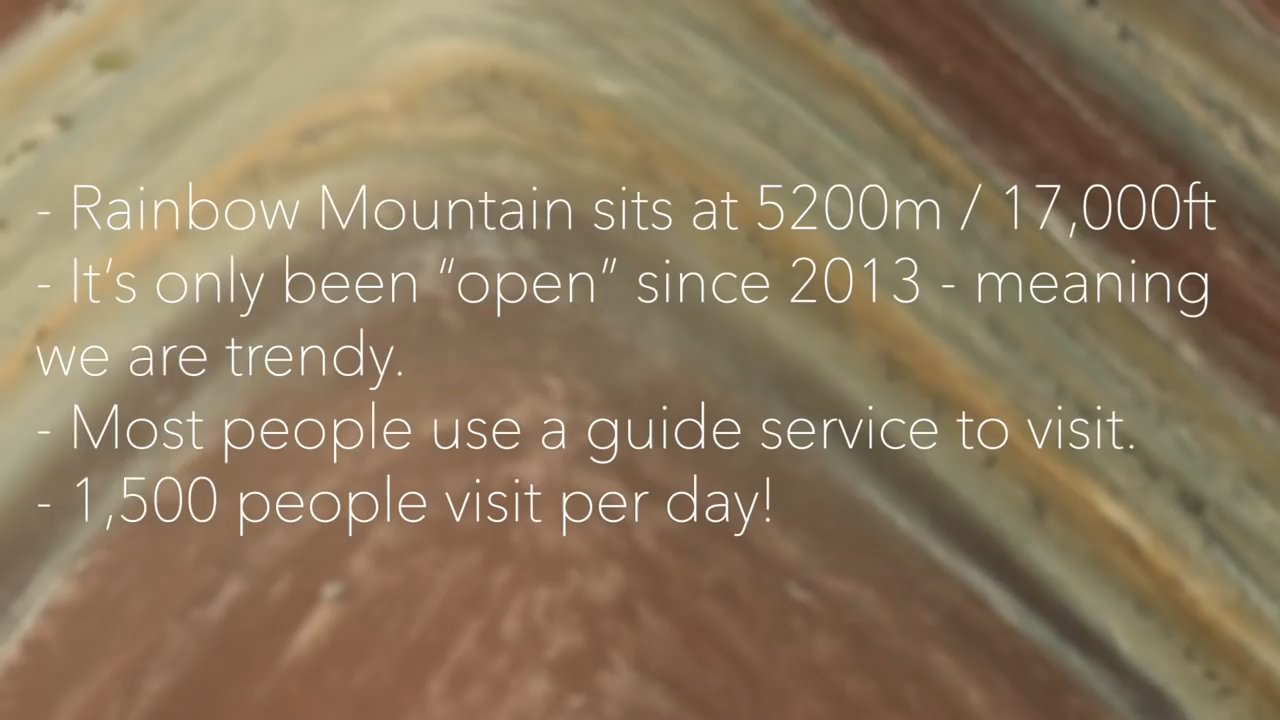 - Rainbow Mountain sits at 5200m / 17,000ft
- It’s only been “open” since 2013 - meaning
we are trendy.
- Most people use a guide service to visit.
- 1,500 people visit per day!